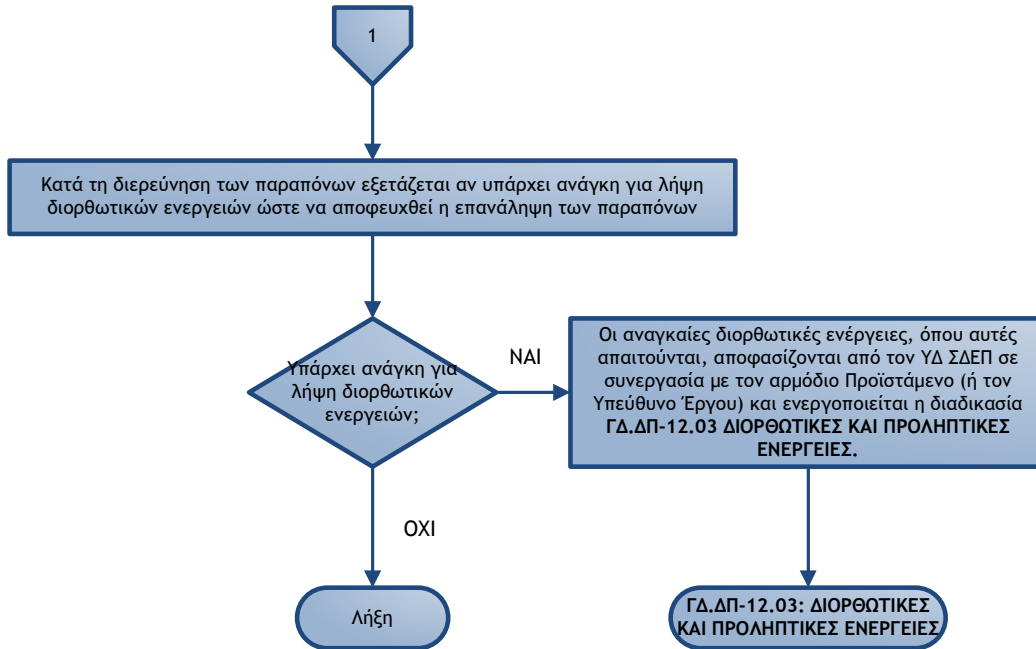 1
Κατά τη διερεύνηση των παραπόνων εξετάζεται αν υπάρχει ανάγκη για λήψη
διορθωτικών ενεργειών ώστε να αποφευχθεί η επανάληψη των παραπόνων
Υπάρχει ανάγκη για
λήψη διορθωτικών
ενεργειών;
ΝΑΙ
Οι αναγκαίες διορθωτικές ενέργειες, όπου αυτές
απαιτούνται, αποφασίζονται από τον ΥΔ ΣΔΕΠ σε
συνεργασία με τον αρμόδιο Προϊστάμενο (ή τον
Υπεύθυνο Έργου) και ενεργοποιείται η διαδικασία
ΓΔ.ΔΠ-12.03 ΔΙΟΡΘΩΤΙΚΕΣ ΚΑΙ ΠΡΟΛΗΠΤΙΚΕΣ
ΕΝΕΡΓΕΙΕΣ.
ΟΧΙ
Λήξη
ΓΔ.ΔΠ-12.03: ΔΙΟΡΘΩΤΙΚΕΣ
ΚΑΙ ΠΡΟΛΗΠΤΙΚΕΣ ΕΝΕΡΓΕΙΕΣ